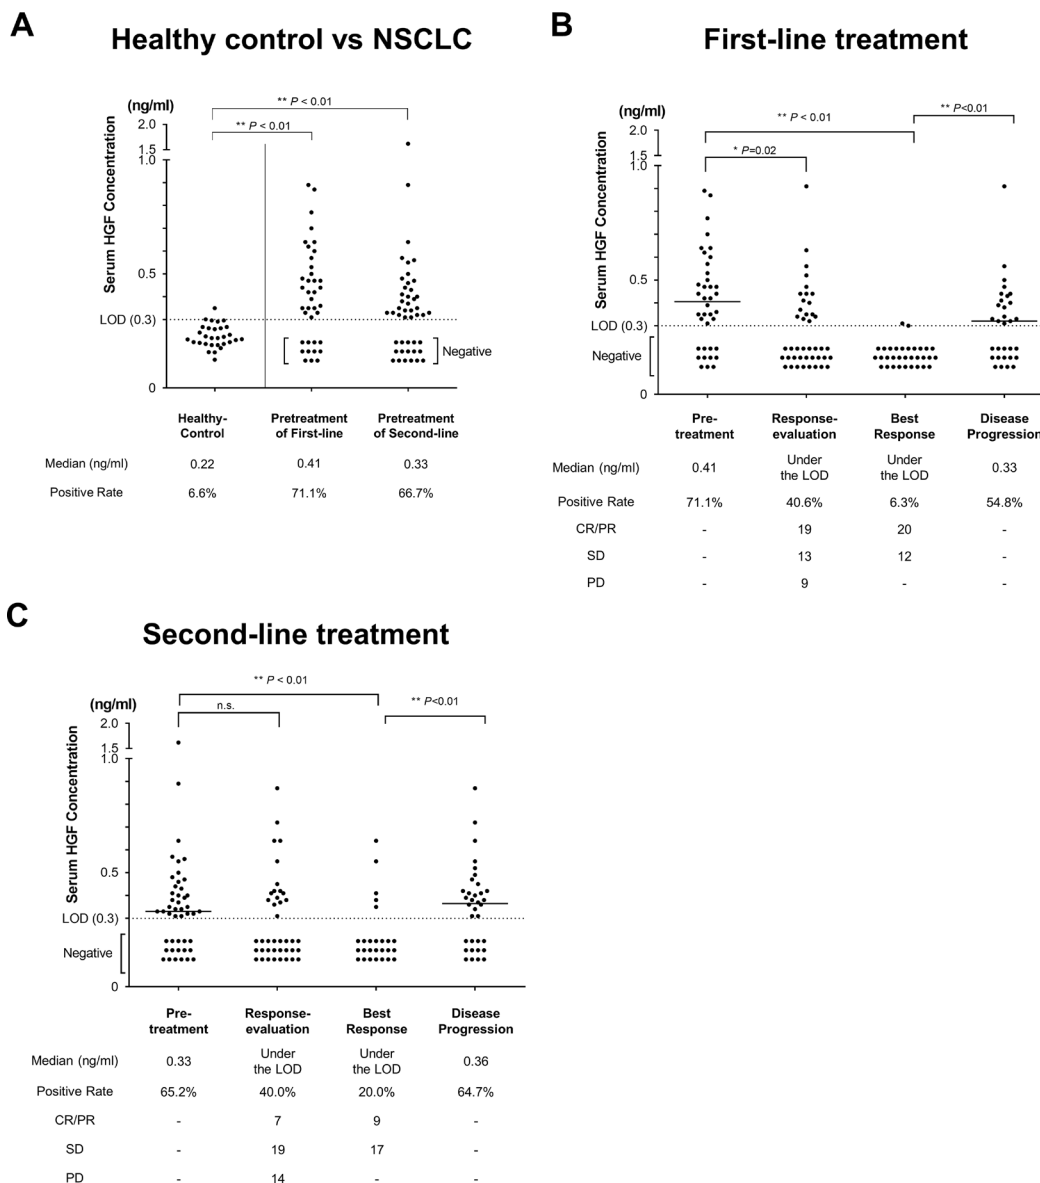 A
Healthy control vs NSCLC
(ng/ml)
** P < 0.01
** P < 0.01
2.0
1.5
1.0
0.5
LOD (0.3)
0
Serum HGF Concentration
Negative
Healthy-Control
Pretreatment of First-line
Pretreatment of Second-line
Median (ng/ml) 0.22 0.41 0.33
Positive Rate 6.6% 71.1% 66.7%
B
First-line treatment
(ng/ml)
** P < 0.01
** P<0.01
* P=0.02
2.0
1.5
1.0
0.5
LOD (0.3)
Negative
0
Serum HGF Concentration
Pre-treatment
Response-evaluation
Best Response
Disease Progression
Median (ng/ml) 0.41 Under the LOD Under the LOD 0.33
Positive Rate 71.1% 40.6% 6.3% 54.8%
CR/PR - 19 20 -
SD - 13 12 -
PD - 9 - -
C
Second-line treatment
(ng/ml)
** P < 0.01
n.s.
** P<0.01
2.0
1.5
1.0
0.5
LOD (0.3)
Negative
0
Serum HGF Concentration
Pre-treatment
Response-evaluation
Best Response
Disease Progression
Median (ng/ml) 0.33 Under the LOD Under the LOD 0.36
Positive Rate 65.2% 40.0% 20.0% 64.7%
CR/PR - 7 9 -
SD - 19 17 -
PD - 14 - -